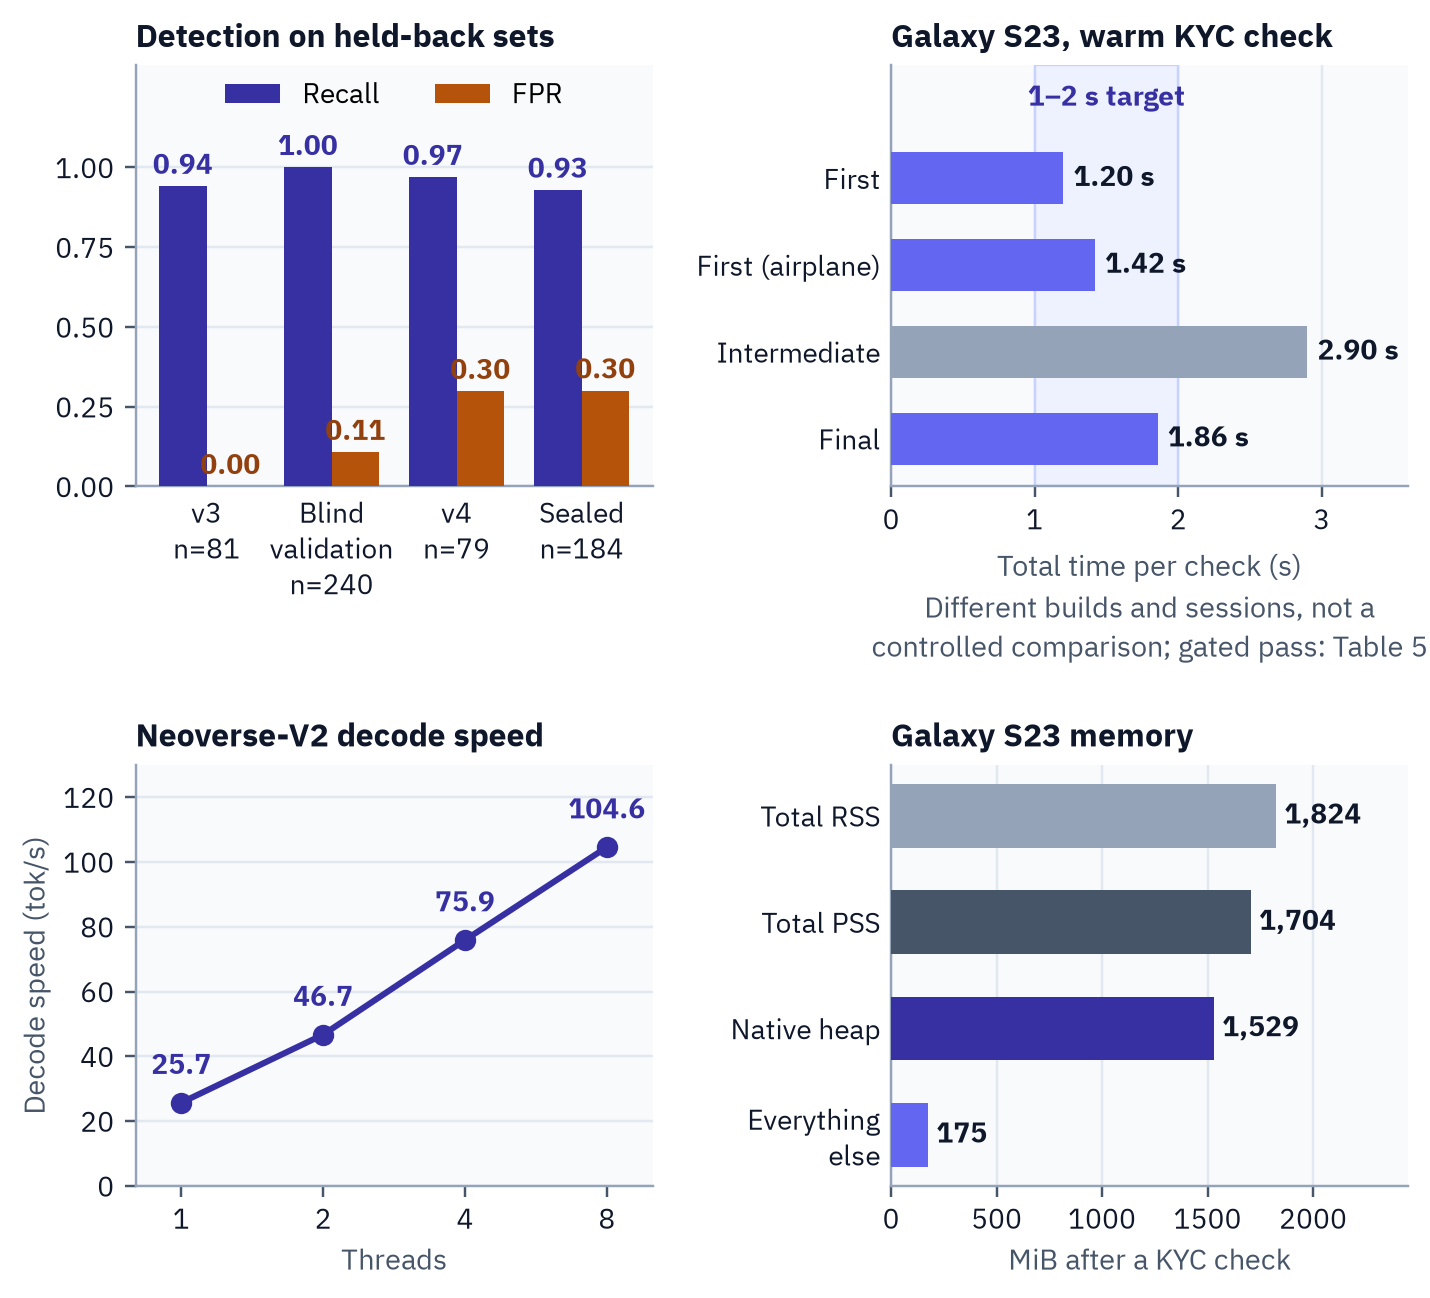 Detection on held-back sets
Recall
FPR
0.94
1.00
0.97
0.93
0.00
0.11
0.30
0.30
1.00
0.75
0.50
0.25
0.00
v3
n=81
Blind
validation
n=240
v4
n=79
Sealed
n=184
Galaxy S23, warm KYC check
1–2 s target
First
1.20 s
First (airplane)
1.42 s
Intermediate
2.90 s
Final
1.86 s
0 1 2 3
Total time per check (s)
Different builds and sessions, not a
controlled comparison; gated pass: Table 5
Neoverse-V2 decode speed
Decode speed (tok/s)
120
100
80
60
40
20
0
25.7
46.7
75.9
104.6
1 2 4 8
Threads
Galaxy S23 memory
Total RSS
1,824
Total PSS
1,704
Native heap
1,529
Everything
else
175
0 500 1000 1500 2000
MiB after a KYC check